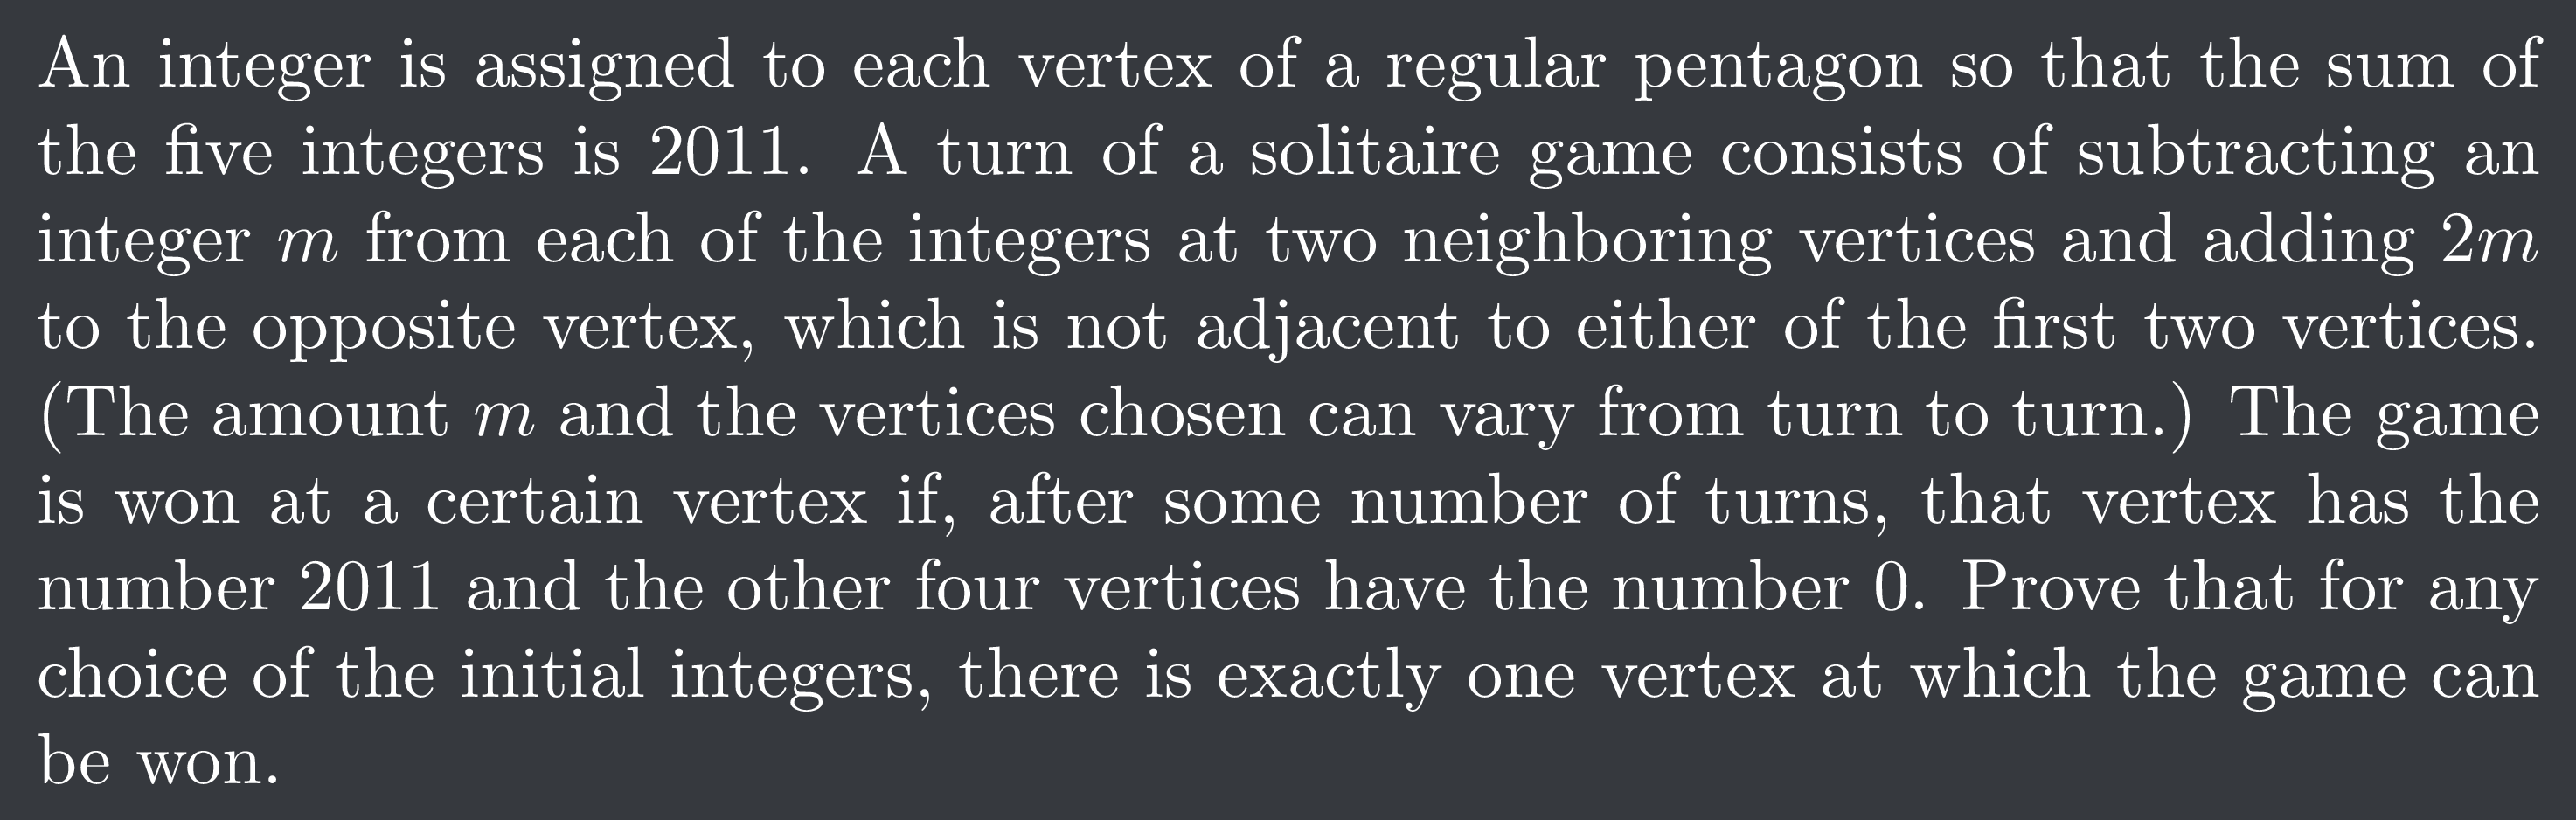 An integer is assigned to each vertex of a regular pentagon so that the sum of
the five integers is 2011. A turn of a solitaire game consists of subtracting an
integer m from each of the integers at two neighboring vertices and adding 2m
to the opposite vertex, which is not adjacent to either of the first two vertices.
(The amount m and the vertices chosen can vary from turn to turn.) The game
is won at a certain vertex if, after some number of turns, that vertex has the
number 2011 and the other four vertices have the number 0. Prove that for any
choice of the initial integers, there is exactly one vertex at which the game can
be won.